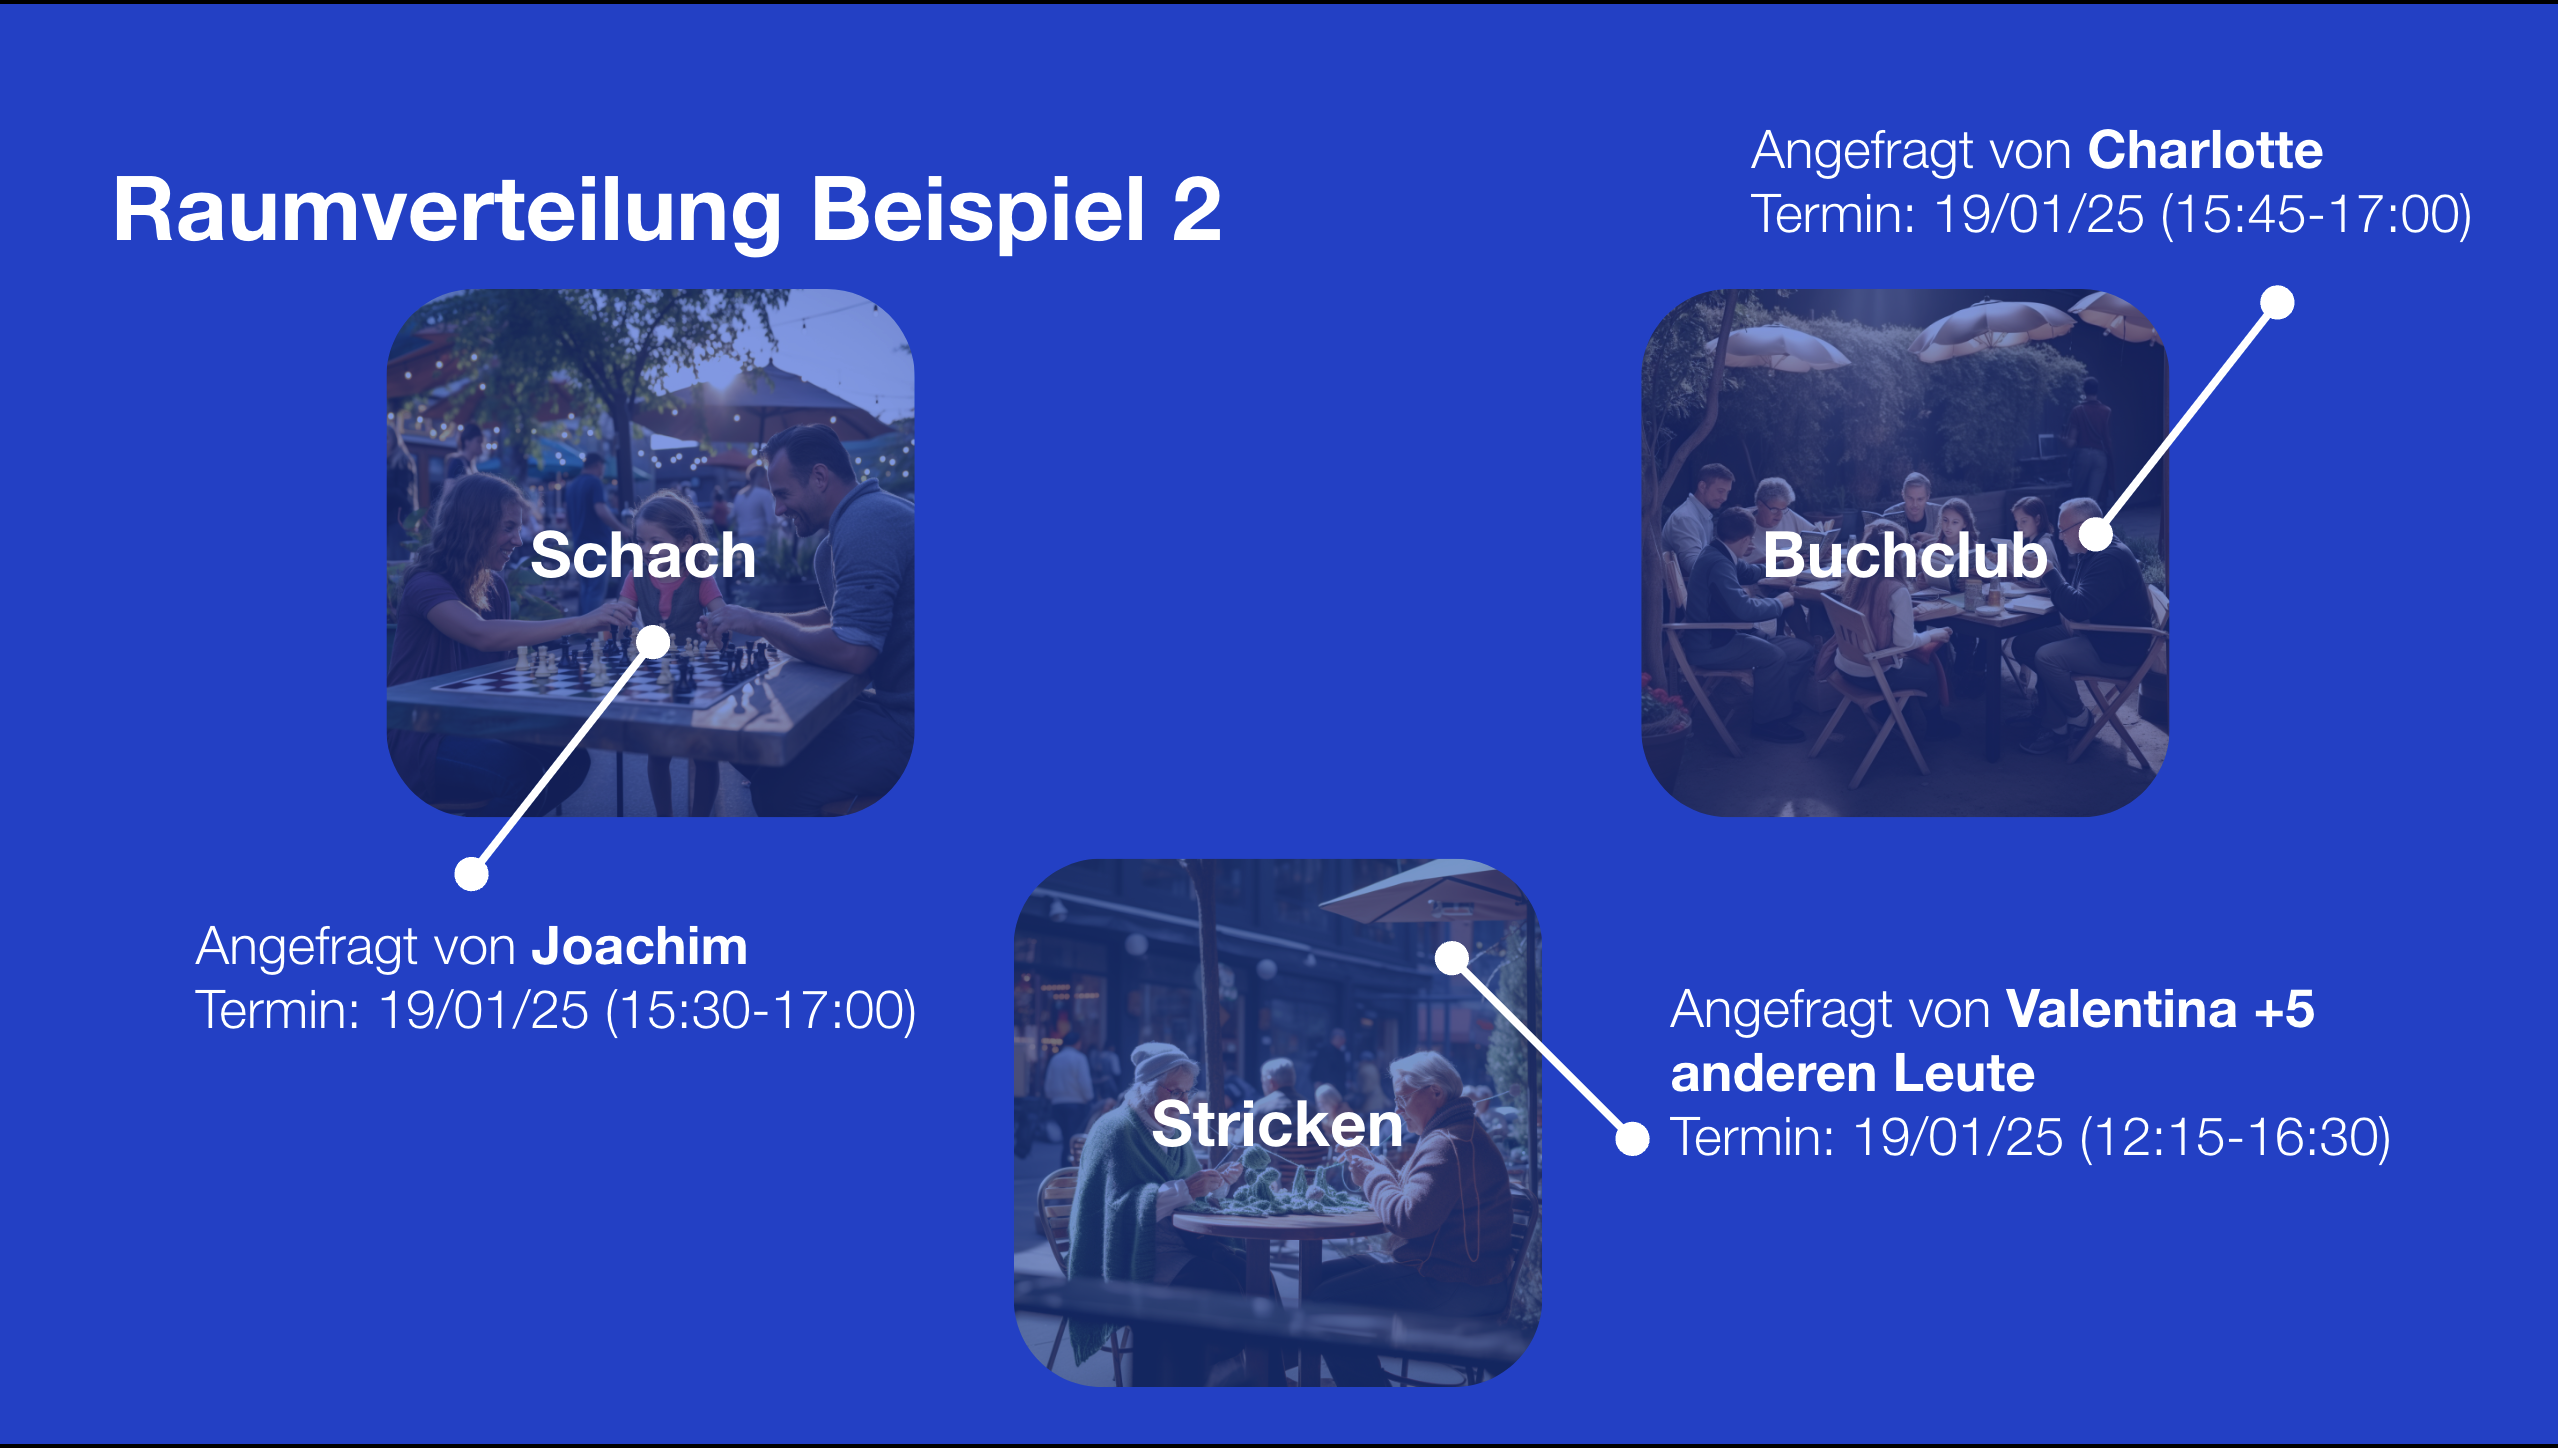 Raumverteilung Beispiel 2
Angefragt von Charlotte
Termin: 19/01/25 (15:45-17:00)
Schach
Buchclub
Angefragt von Joachim
Termin: 19/01/25 (15:30-17:00)
Stricken
Angefragt von Valentina +5
anderen Leute
Termin: 19/01/25 (12:15-16:30)